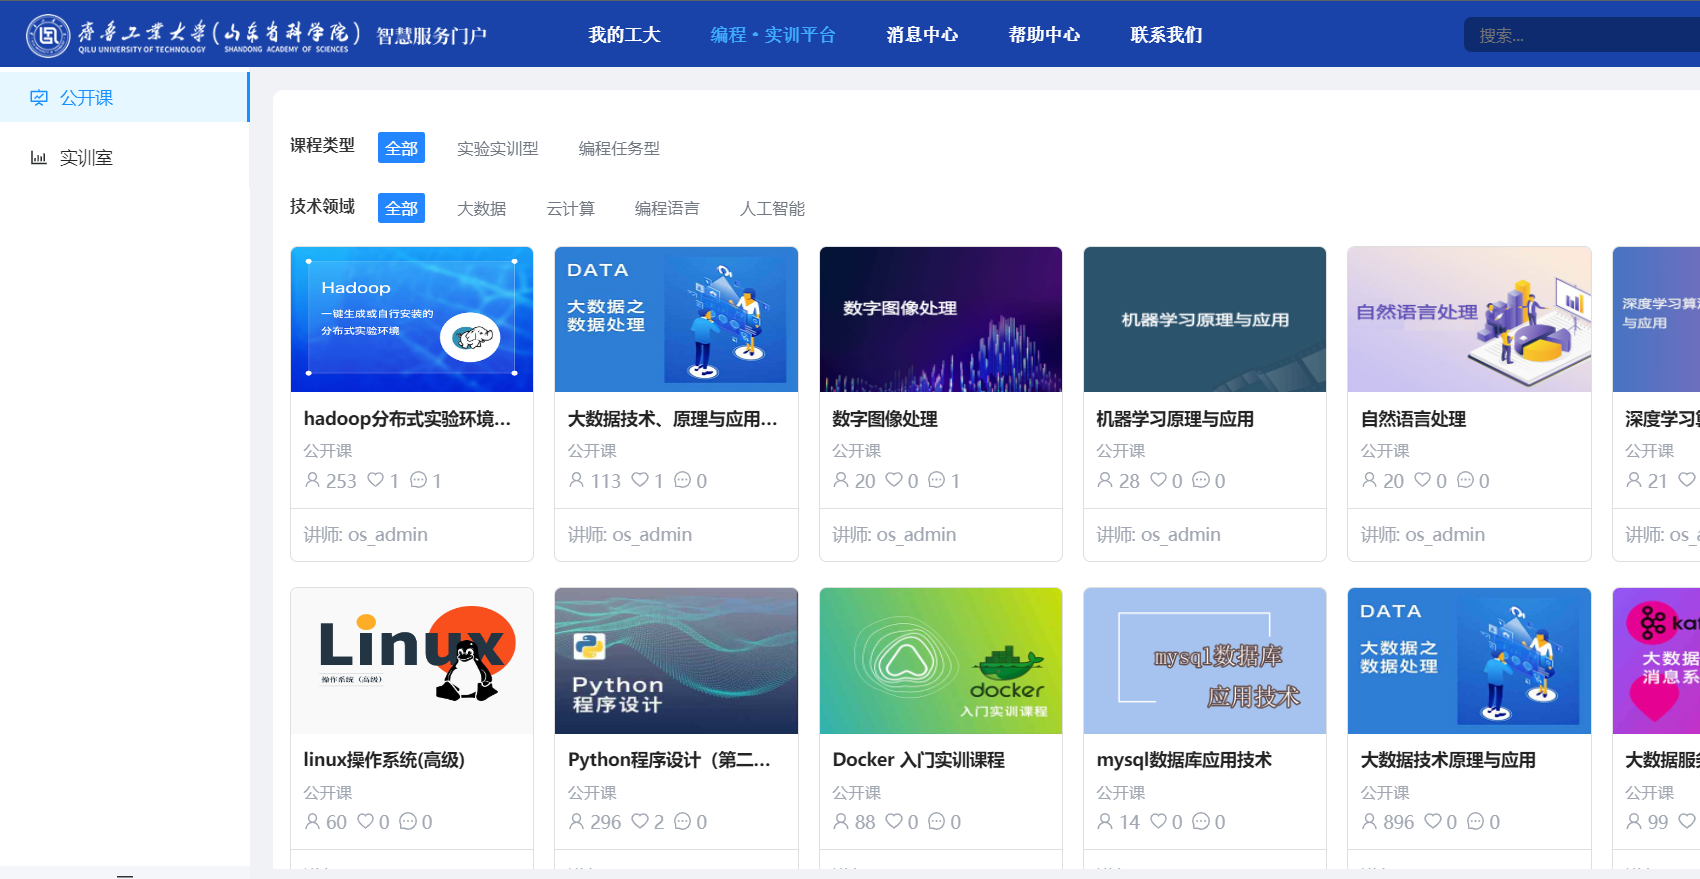 齐鲁工业大学(山东省科学院) 智慧服务门户
QILU UNIVERSITY OF TECHNOLOGY SHANDONG ACADEMY OF SCIENCES
我的工大 编程·实训平台 消息中心 帮助中心 联系我们
搜索...
公开课
实训室
课程类型 全部 实验实训型 编程任务型
技术领域 全部 大数据 云计算 编程语言 人工智能
Hadoop
一键生成或自行安装的
分布式实验环境
DATA
大数据之
数据处理
数字图像处理
机器学习原理与应用
自然语言处理
深度学习算
与应用
hadoop分布式实验环境...
公开课
253 1 1
讲师: os_admin
大数据技术、原理与应用...
公开课
113 1 0
讲师: os_admin
数字图像处理
公开课
20 0 1
讲师: os_admin
机器学习原理与应用
公开课
28 0 0
讲师: os_admin
自然语言处理
公开课
20 0 0
讲师: os_admin
深度学习算
公开课
21
讲师: os_a
Linux
操作系统(高级)
Python
程序设计
docker
入门实训课程
mysql数据库
应用技术
DATA
大数据之
数据处理
kaf
大数据
消息系
linux操作系统(高级)
公开课
60 0 0
Python程序设计（第二...
公开课
296 2 0
Docker 入门实训课程
公开课
88 0 0
mysql数据库应用技术
公开课
14 0 0
大数据技术原理与应用
公开课
896 0 0
大数据服务
公开课
99